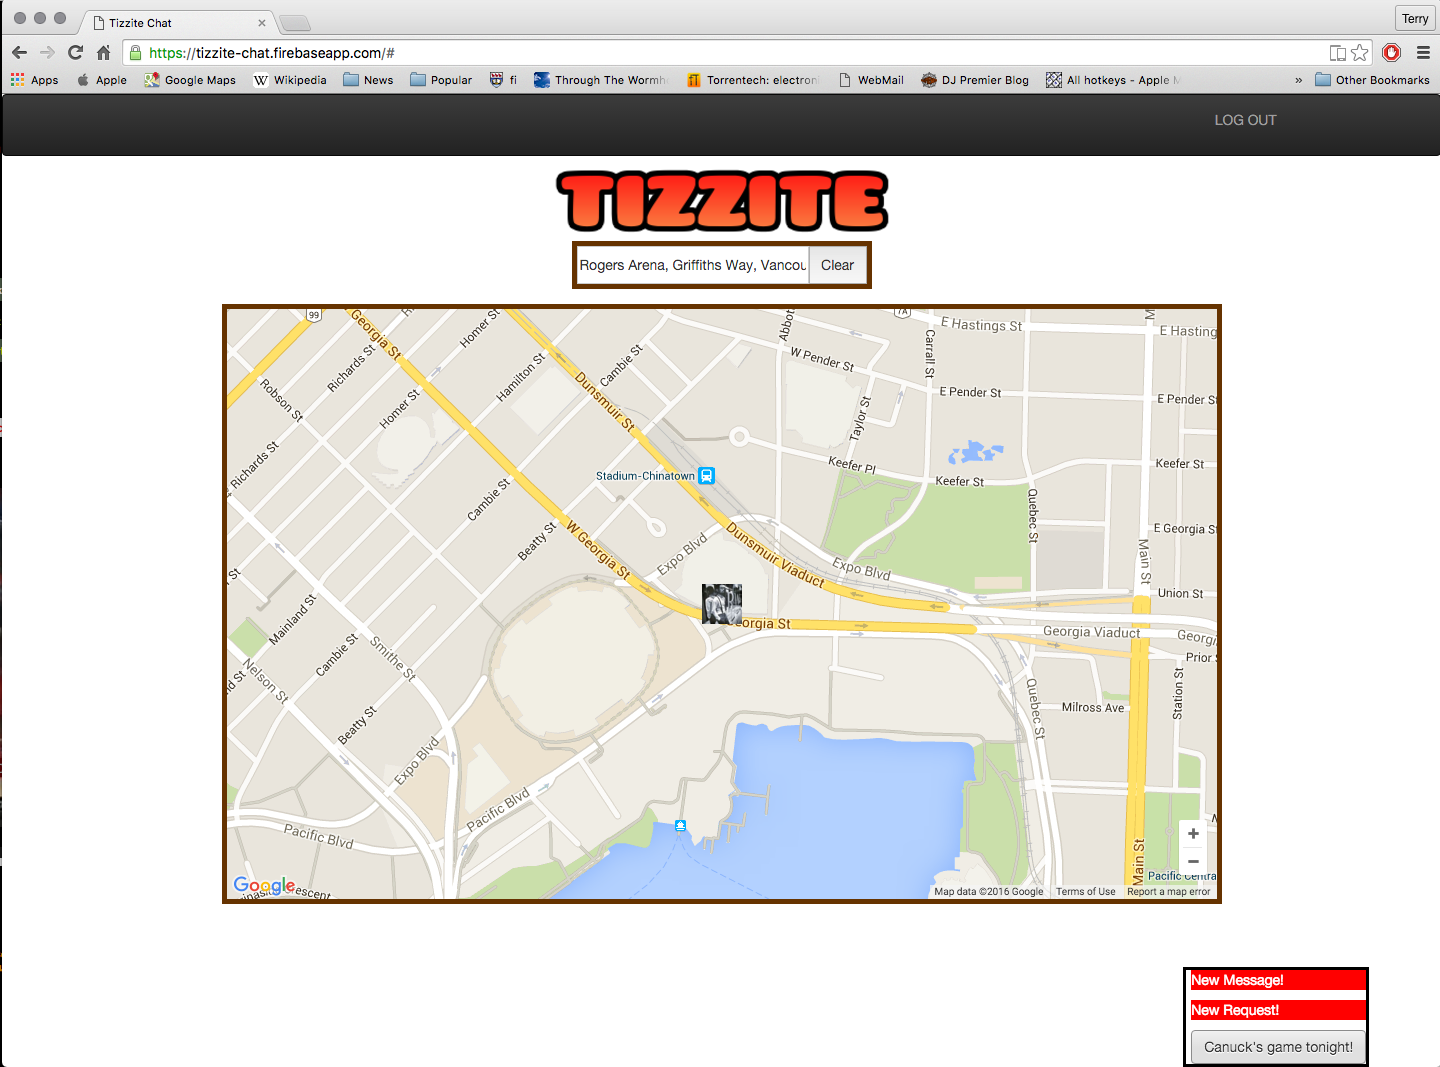 Tizzite Chat
Terry
https://tizzite-chat.firebaseapp.com/#
Apps
Apple
Google Maps
Wikipedia
News
Popular
fi
Through The Wormh
Torrentech: electroni
WebMail
DJ Premier Blog
All hotkeys - Apple M
»
Other Bookmarks
LOG OUT
TIZZITE
Rogers Arena, Griffiths Way, Vancou
Clear
99
Georgia St
Homer St
Richards St
Robson St
Homer St
Hamilton St
Cambie St
Dunsmuir St
Abbott
7A
E Hastings St
E Hasting
W Pender St
Carrall St
E Pender St
E Pender S
Taylor St
Keefer Pl
Keefer St
Keefer St
Richards St
Stadium-Chinatown
Cambie St
Beatty St
W Georgia St
Expo Blvd
Dunsmuir Viaduct
Expo Blvd
Quebec St
E Georgia St
Main St
Union St
Georgia St
Georgia Viaduct
Georgi
Prior S
Mainland St
Cambie St
Smithe St
Nelson St
Beatty St
Expo Blvd
Pacific Blvd
Pacific Blvd
Quebec St
Milross Ave
Station St
Main St
+
−
Pacific Centra
Google
Crescent
Map data ©2016 Google
Terms of Use
Report a map error
New Message!
New Request!
Canuck's game tonight!